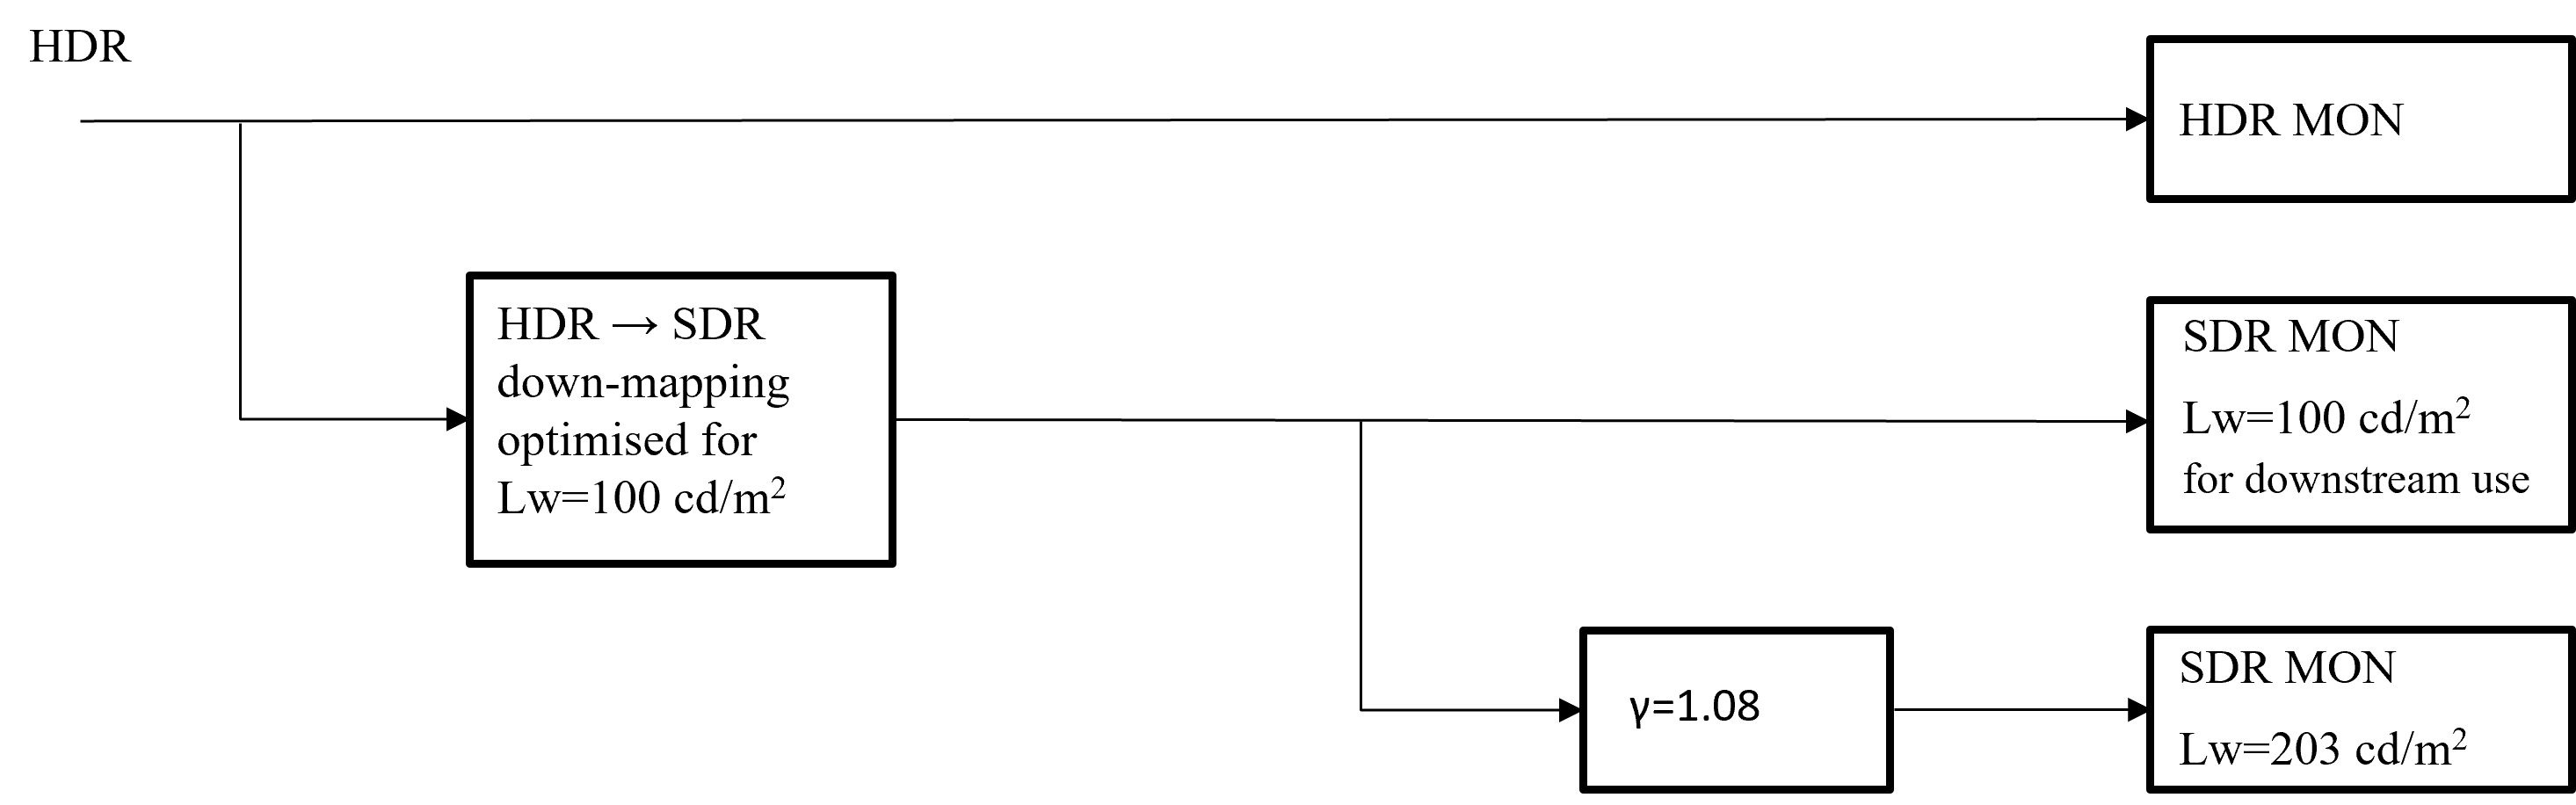 HDR
HDR MON
HDR → SDR
down-mapping
optimised for
Lw=100 cd/m²
SDR MON
Lw=100 cd/m²
for downstream use
γ=1.08
SDR MON
Lw=203 cd/m²